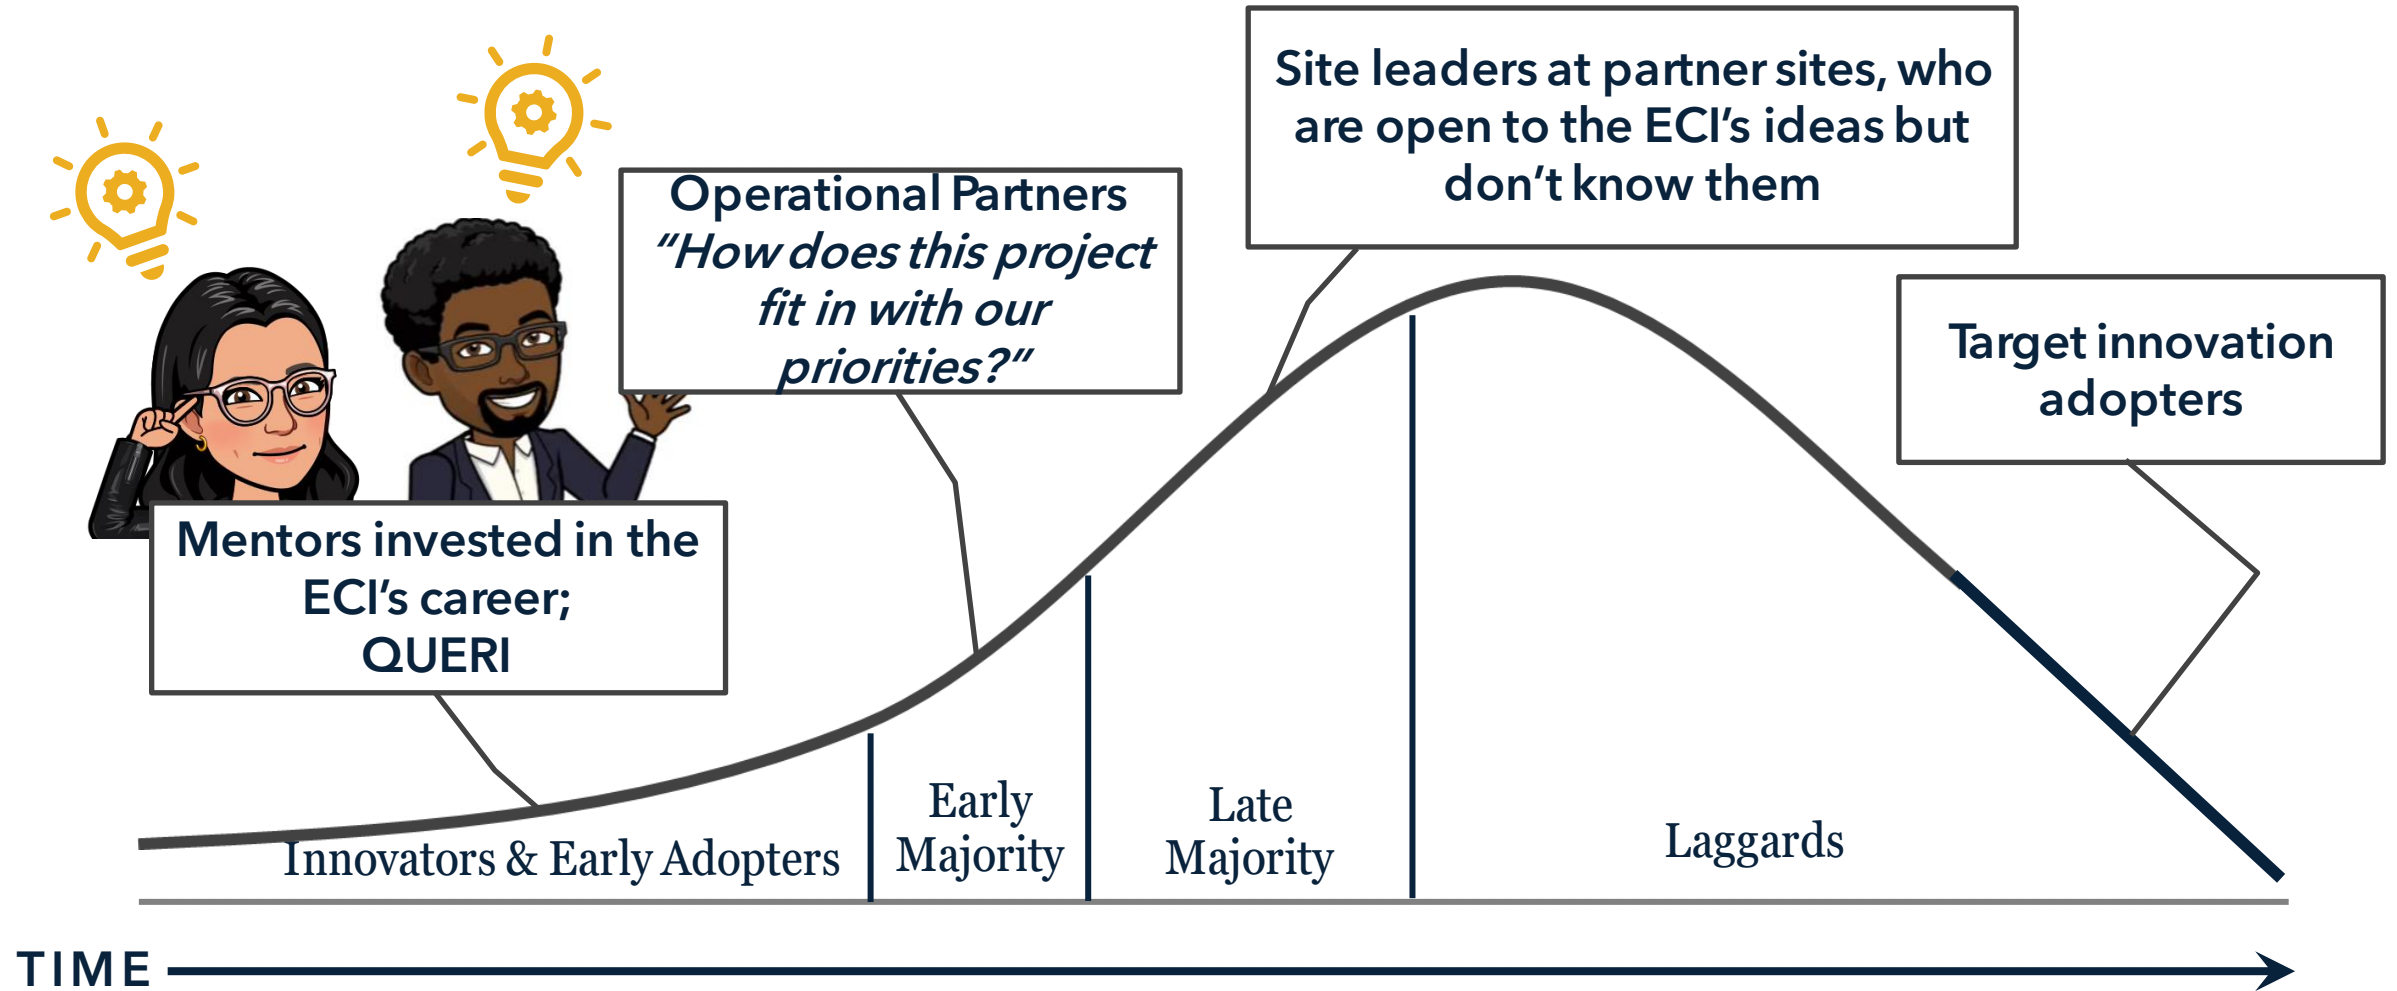 Site leaders at partner sites, who
are open to the ECI’s ideas but
don’t know them
Operational Partners
“How does this project
fit in with our
priorities?”
Target innovation
adopters
Mentors invested in the
ECI’s career;
QUERI
Innovators & Early Adopters
Early
Majority
Late
Majority
Laggards
TIME